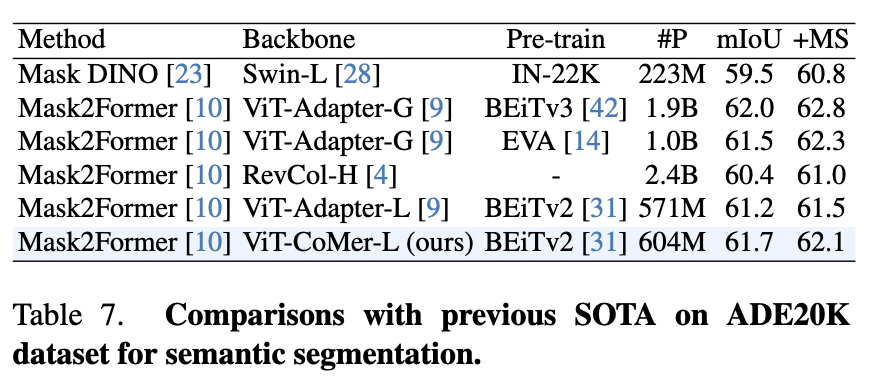 Method Backbone Pre-train #P mIoU +MS
Mask DINO [23] Swin-L [28] IN-22K 223M 59.5 60.8
Mask2Former [10] ViT-Adapter-G [9] BEiTv3 [42] 1.9B 62.0 62.8
Mask2Former [10] ViT-Adapter-G [9] EVA [14] 1.0B 61.5 62.3
Mask2Former [10] RevCol-H [4] - 2.4B 60.4 61.0
Mask2Former [10] ViT-Adapter-L [9] BEiTv2 [31] 571M 61.2 61.5
Mask2Former [10] ViT-CoMer-L (ours) BEiTv2 [31] 604M 61.7 62.1
Table 7. Comparisons with previous SOTA on ADE20K
dataset for semantic segmentation.